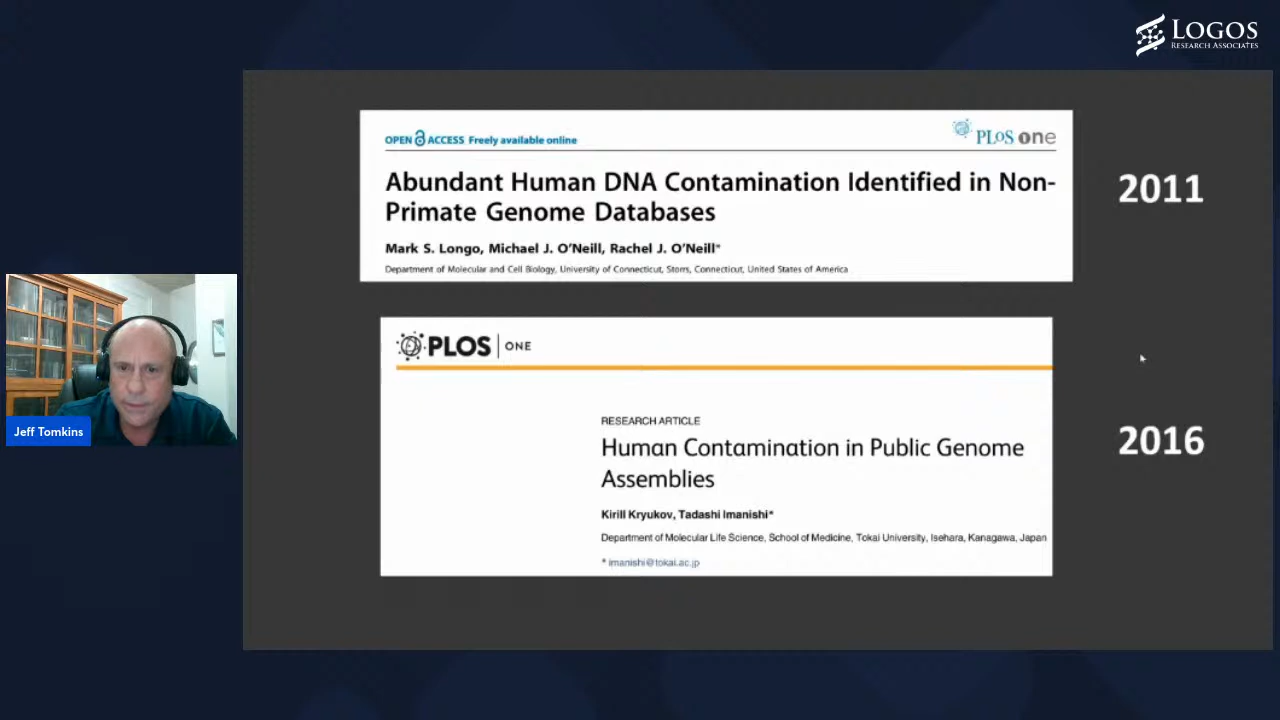 LOGOS
RESEARCH ASSOCIATES
OPEN ACCESS Freely available online
PLoS one
Abundant Human DNA Contamination Identified in Non-
Primate Genome Databases
Mark S. Longo, Michael J. O'Neill, Rachel J. O'Neill*
Department of Molecular and Cell Biology, University of Connecticut, Storrs, Connecticut, United States of America
2011
PLOS ONE
RESEARCH ARTICLE
Human Contamination in Public Genome
Assemblies
Kirill Kryukov, Tadashi Imanishi*
Department of Molecular Life Science, School of Medicine, Tokai University, Isehara, Kanagawa, Japan
* imanishi@tokai.ac.jp
2016
Jeff Tomkins